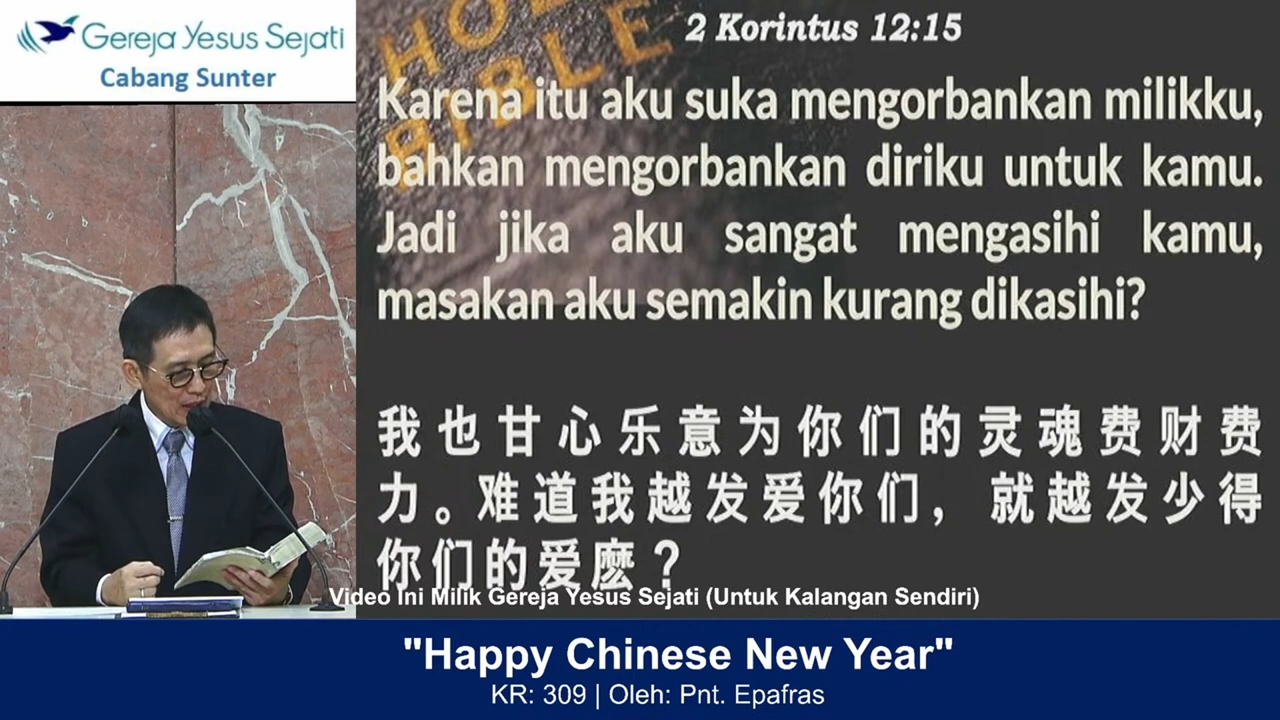 Gereja Yesus Sejati
Cabang Sunter
HOLY
BIBLE
2 Korintus 12:15
Karena itu aku suka mengorbankan milikku,
bahkan mengorbankan diriku untuk kamu.
Jadi jika aku sangat mengasihi kamu,
masakan aku semakin kurang dikasihi?
我也甘心乐意为你们的灵魂费财费
力。难道我越发爱你们，就越发少得
你们的爱麽？
Video Ini Milik Gereja Yesus Sejati (Untuk Kalangan Sendiri)
"Happy Chinese New Year"
KR: 309 | Oleh: Pnt. Epafras